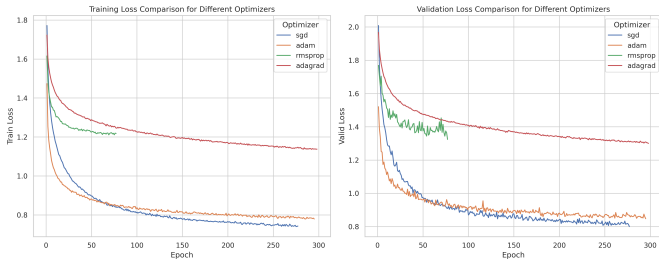 Training Loss Comparison for Different Optimizers
Train Loss
1.8
1.6
1.4
1.2
1.0
0.8
0
50
100
150
200
250
300
Epoch
Optimizer
sgd
adam
rmsprop
adagrad
Validation Loss Comparison for Different Optimizers
Valid Loss
2.0
1.8
1.6
1.4
1.2
1.0
0.8
0
50
100
150
200
250
300
Epoch
Optimizer
sgd
adam
rmsprop
adagrad